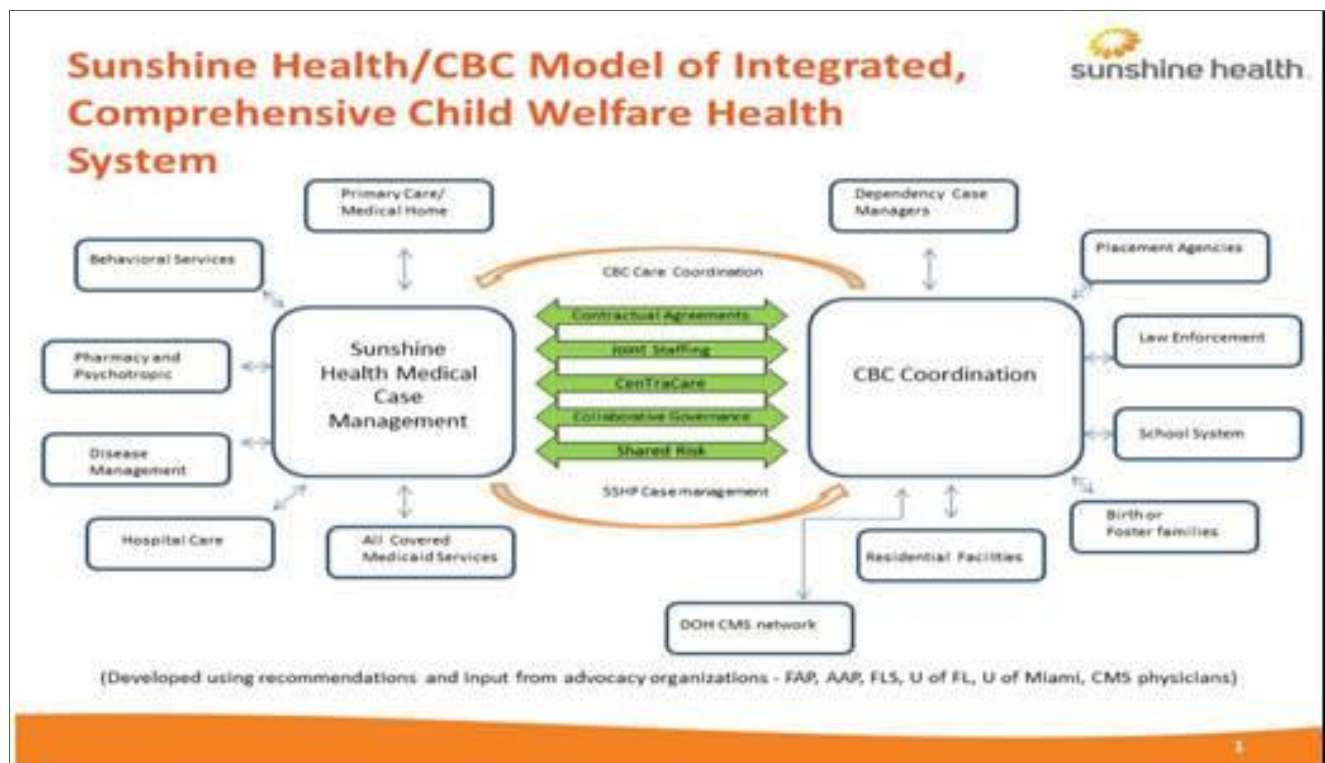 Sunshine Health/CBC Model of Integrated,
Comprehensive Child Welfare Health
System
sunshine health
Primary Care/
Medical Home
Dependency Case
Managers
Behavioral Services
Placement Agencies
CBC Care Coordination
Contractual Agreements
Joint Staffing
CenTraCare
Collaborative Governance
Shared Risk
Sunshine
Health Medical
Case
Management
CBC Coordination
Law Enforcement
Pharmacy and
Psychotropic
School System
Disease
Management
SSHP Case management
Birth or
Foster families
Hospital Care
All Covered
Medicaid Services
Residential Facilities
DOH CMS network
(Developed using recommendations and input from advocacy organizations - FAP, AAP, FLS, U of FL, U of Miami, CMS physicians)
1